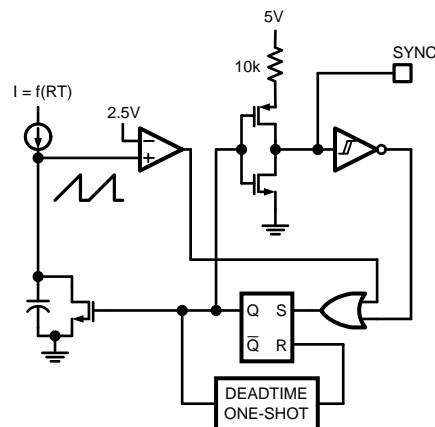 5V
SYNC
10k
I = f(RT)
2.5V
−
+
Q S
Q̅ R
DEADTIME
ONE-SHOT